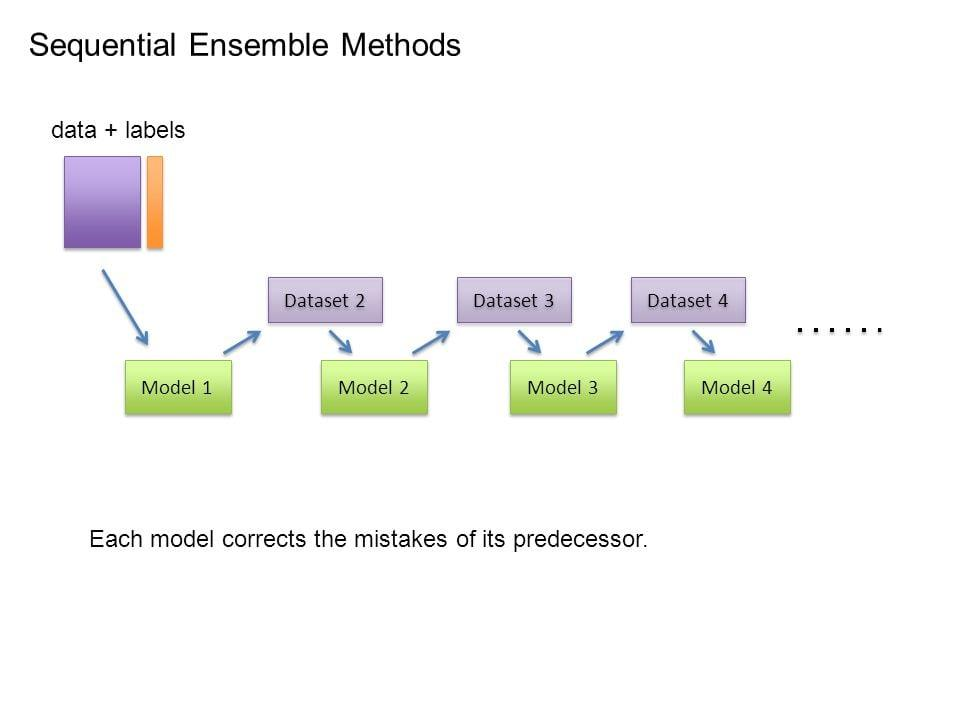 Sequential Ensemble Methods
data + labels
Dataset 2
Dataset 3
Dataset 4
......
Model 1
Model 2
Model 3
Model 4
Each model corrects the mistakes of its predecessor.